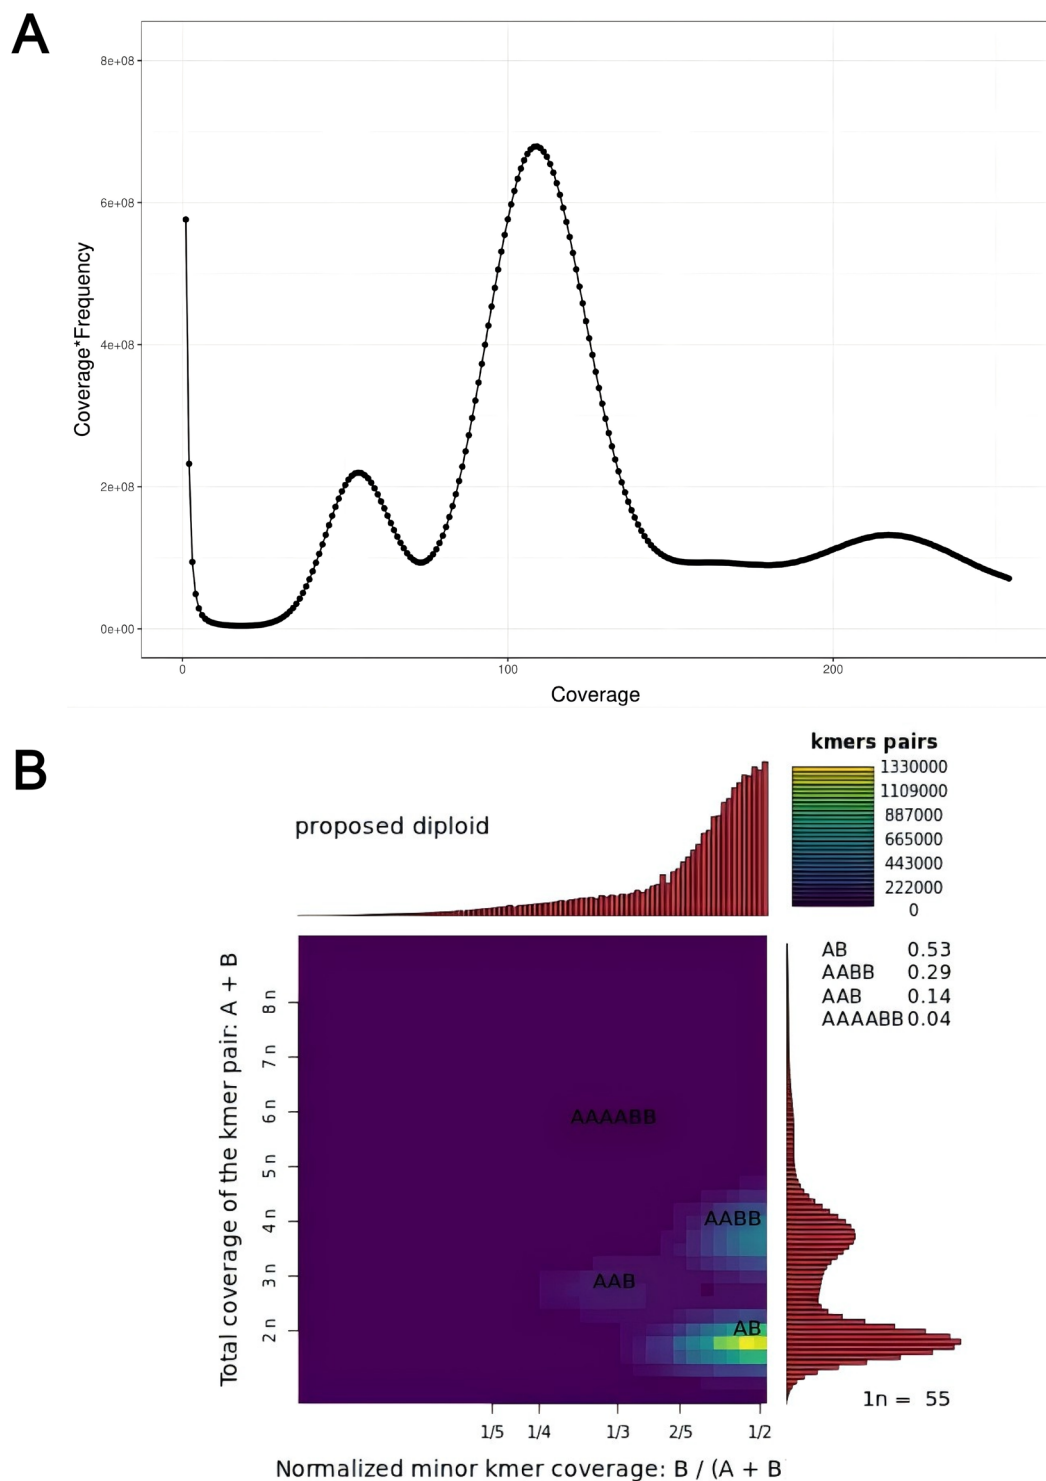 A
8e+08
6e+08
4e+08
2e+08
0e+00
Coverage*Frequency
0 100 200
Coverage
B
proposed diploid
kmers pairs
1330000
1109000
887000
665000
443000
222000
0
AB 0.53
AABB 0.29
AAB 0.14
AAAABB 0.04
Total coverage of the kmer pair: A + B
8n
7n
6n
5n
4n
3n
2n
AAAABB
AABB
AAB
AB
1n = 55
1/5 1/4 1/3 2/5 1/2
Normalized minor kmer coverage: B / (A + B